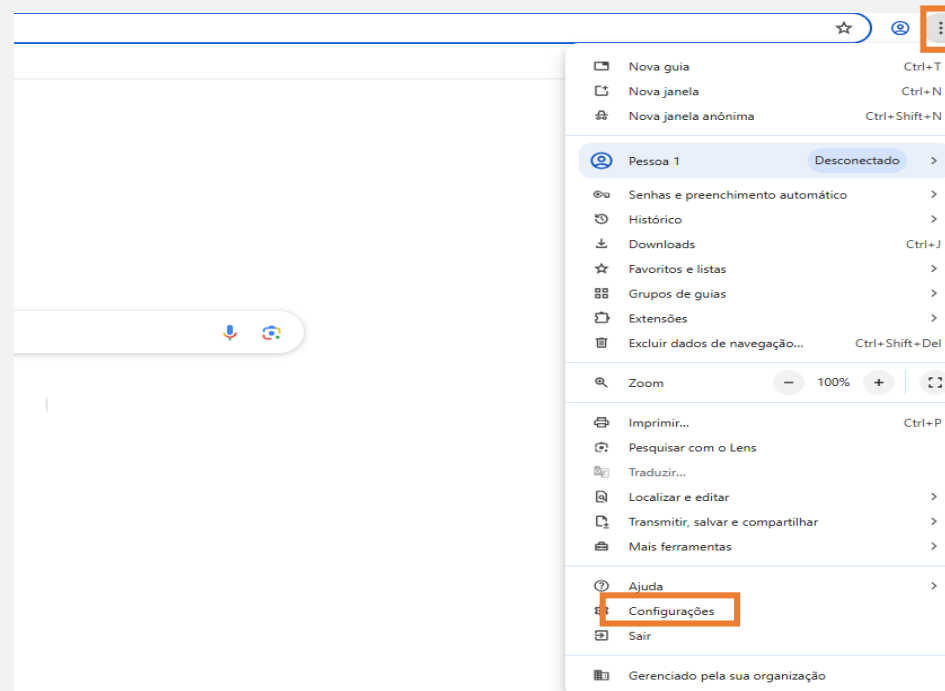 Nova guia Ctrl+T
Nova janela Ctrl+N
Nova janela anônima Ctrl+Shift+N
Pessoa 1 Desconectado
Senhas e preenchimento automático
Histórico
Downloads Ctrl+J
Favoritos e listas
Grupos de guias
Extensões
Excluir dados de navegação... Ctrl+Shift+Del
Zoom − 100% +
Imprimir... Ctrl+P
Pesquisar com o Lens
Traduzir...
Localizar e editar
Transmitir, salvar e compartilhar
Mais ferramentas
Ajuda
Configurações
Sair
Gerenciado pela sua organização